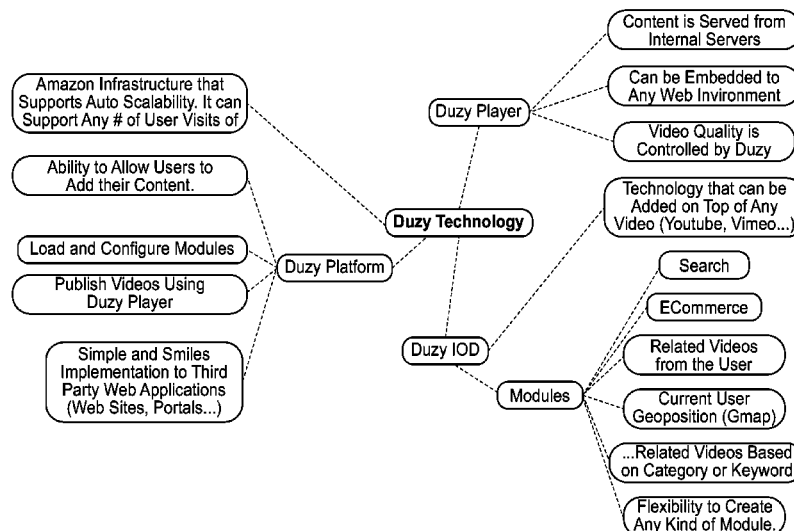 Content is Served from
Internal Servers
Amazon Infrastructure that
Supports Auto Scalability. It can
Support Any # of User Visits of
Can be Embedded to
Any Web Invironment
Duzy Player
Video Quality is
Controlled by Duzy
Ability to Allow Users to
Add their Content.
Technology that can be
Added on Top of Any
Video (Youtube, Vimeo...)
Duzy Technology
Load and Configure Modules
Duzy Platform
Search
Publish Videos Using
Duzy Player
ECommerce
Duzy IOD
Simple and Smiles
Implementation to Third
Party Web Applications
(Web Sites, Portals...)
Related Videos
from the User
Modules
Current User
Geoposition (Gmap)
...Related Videos Based
on Category or Keyword
Flexibility to Create
Any Kind of Module.